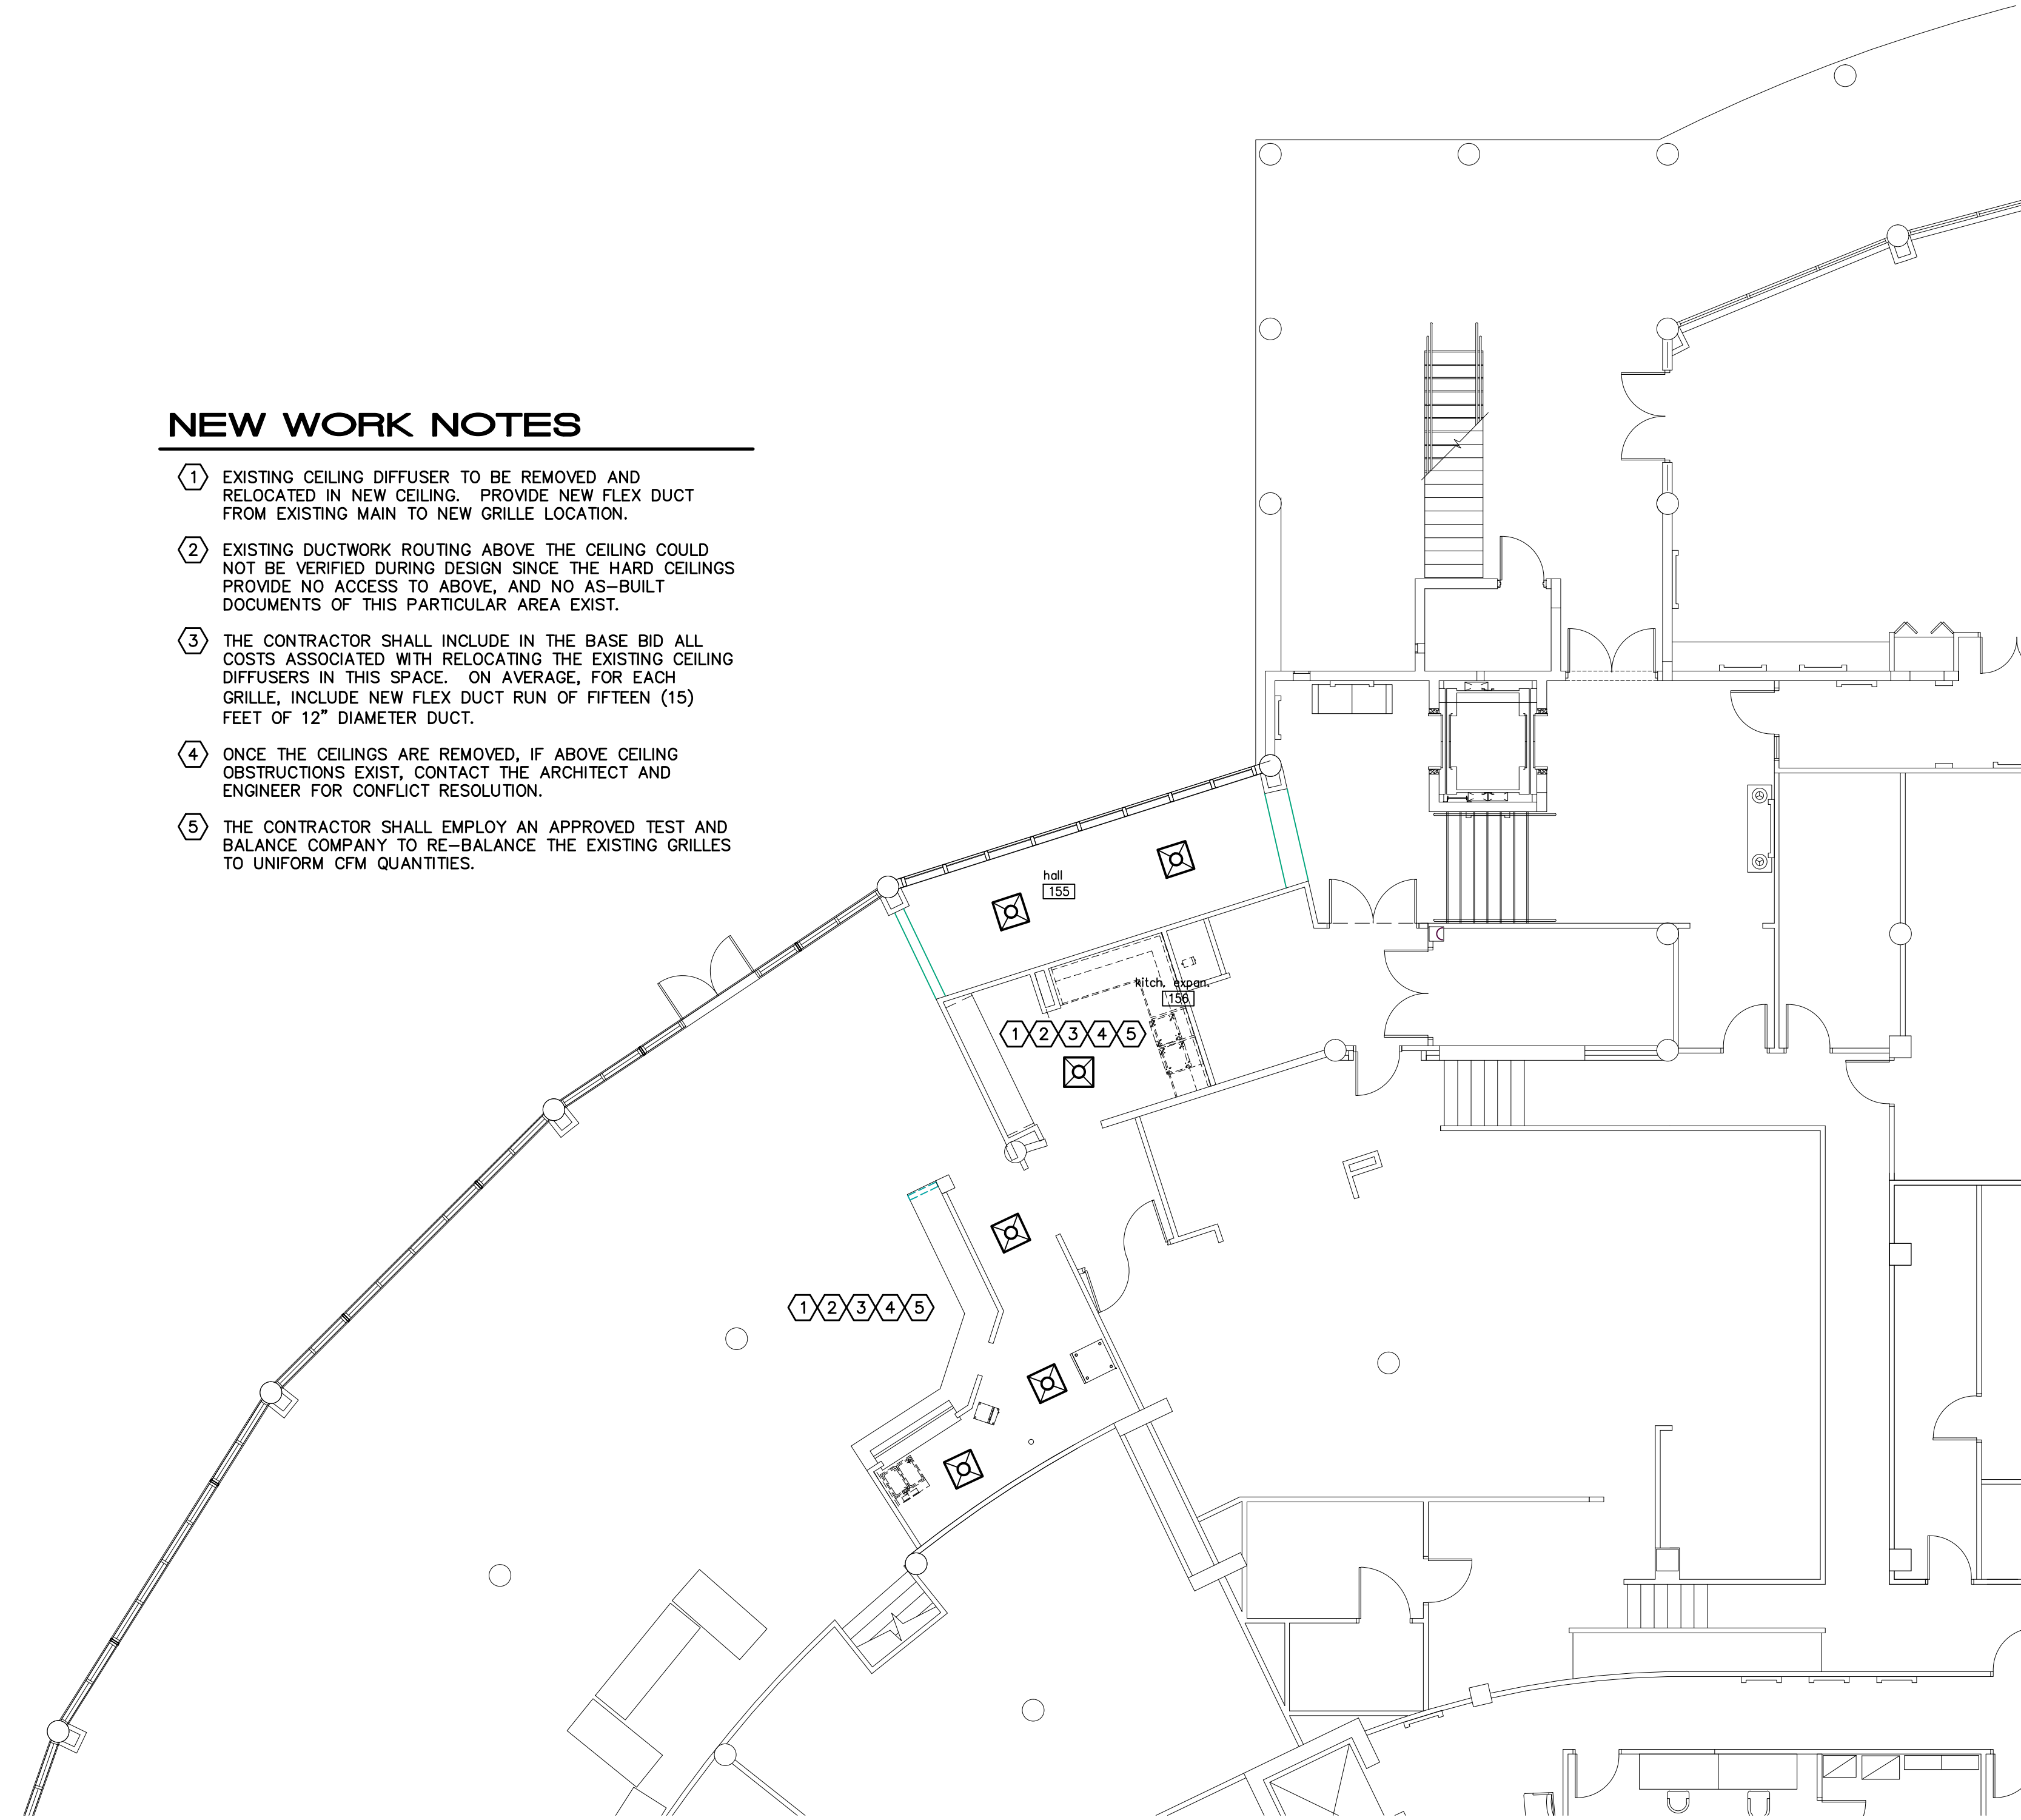 NEW WORK NOTES
1 EXISTING CEILING DIFFUSER TO BE REMOVED AND
RELOCATED IN NEW CEILING. PROVIDE NEW FLEX DUCT
FROM EXISTING MAIN TO NEW GRILLE LOCATION.
2 EXISTING DUCTWORK ROUTING ABOVE THE CEILING COULD
NOT BE VERIFIED DURING DESIGN SINCE THE HARD CEILINGS
PROVIDE NO ACCESS TO ABOVE, AND NO AS-BUILT
DOCUMENTS OF THIS PARTICULAR AREA EXIST.
3 THE CONTRACTOR SHALL INCLUDE IN THE BASE BID ALL
COSTS ASSOCIATED WITH RELOCATING THE EXISTING CEILING
DIFFUSERS IN THIS SPACE. ON AVERAGE, FOR EACH
GRILLE, INCLUDE NEW FLEX DUCT RUN OF FIFTEEN (15)
FEET OF 12" DIAMETER DUCT.
4 ONCE THE CEILINGS ARE REMOVED, IF ABOVE CEILING
OBSTRUCTIONS EXIST, CONTACT THE ARCHITECT AND
ENGINEER FOR CONFLICT RESOLUTION.
5 THE CONTRACTOR SHALL EMPLOY AN APPROVED TEST AND
BALANCE COMPANY TO RE-BALANCE THE EXISTING GRILLES
TO UNIFORM CFM QUANTITIES.
hall
155
kitch. expan.
156
1 2 3 4 5
1 2 3 4 5